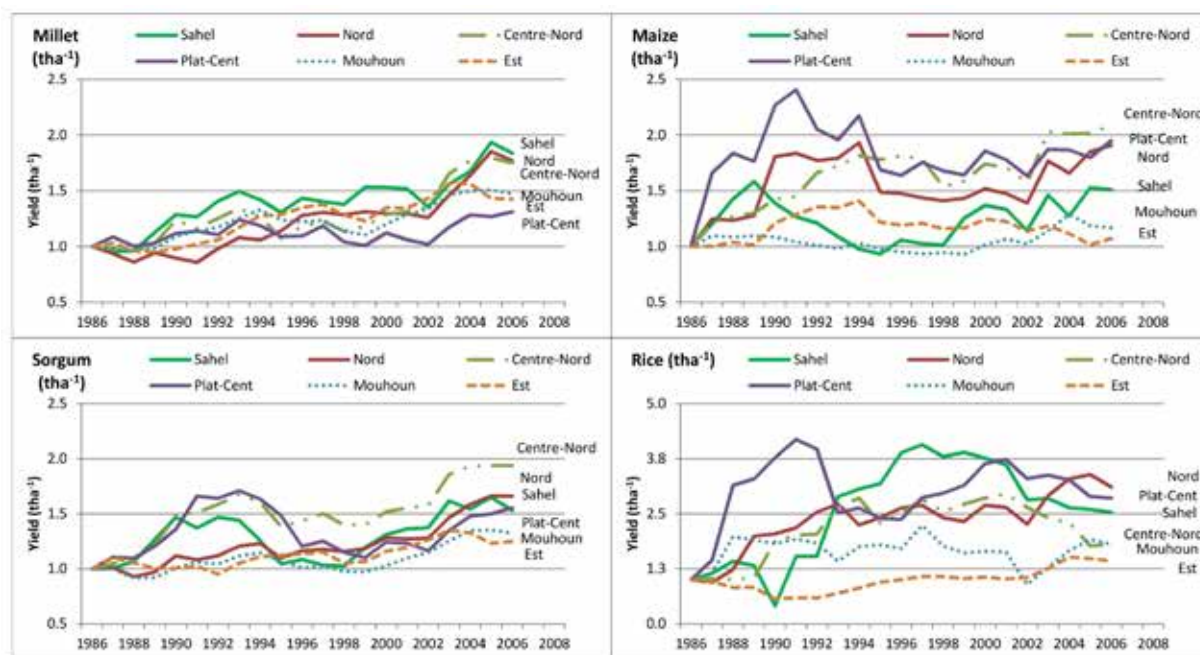 Millet
(tha⁻¹)
Sahel Nord Centre-Nord
Plat-Cent Mouhoun Est
2.5
2.0
1.5
1.0
0.5
Yield (tha⁻¹)
Sahel
Nord
Centre-Nord
Mouhoun
Est
Plat-Cent
1986 1988 1990 1992 1994 1996 1998 2000 2002 2004 2006 2008
Maize
(tha⁻¹)
Sahel Nord Centre-Nord
Plat-Cent Mouhoun Est
2.5
2.0
1.5
1.0
0.5
Yield (tha⁻¹)
Centre-Nord
Plat-Cent
Nord
Sahel
Mouhoun
Est
1986 1988 1990 1992 1994 1996 1998 2000 2002 2004 2006 2008
Sorgum
(tha⁻¹)
Sahel Nord Centre-Nord
Plat-Cent Mouhoun Est
2.5
2.0
1.5
1.0
0.5
Yield (tha⁻¹)
Centre-Nord
Nord
Sahel
Plat-Cent
Mouhoun
Est
1986 1988 1990 1992 1994 1996 1998 2000 2002 2004 2006 2008
Rice (tha⁻¹)
Sahel Nord Centre-Nord
Plat-Cent Mouhoun Est
5.0
3.8
2.5
1.3
0.0
Yield (tha⁻¹)
Nord
Plat-Cent
Sahel
Centre-Nord
Mouhoun
Est
1986 1988 1990 1992 1994 1996 1998 2000 2002 2004 2006 2008